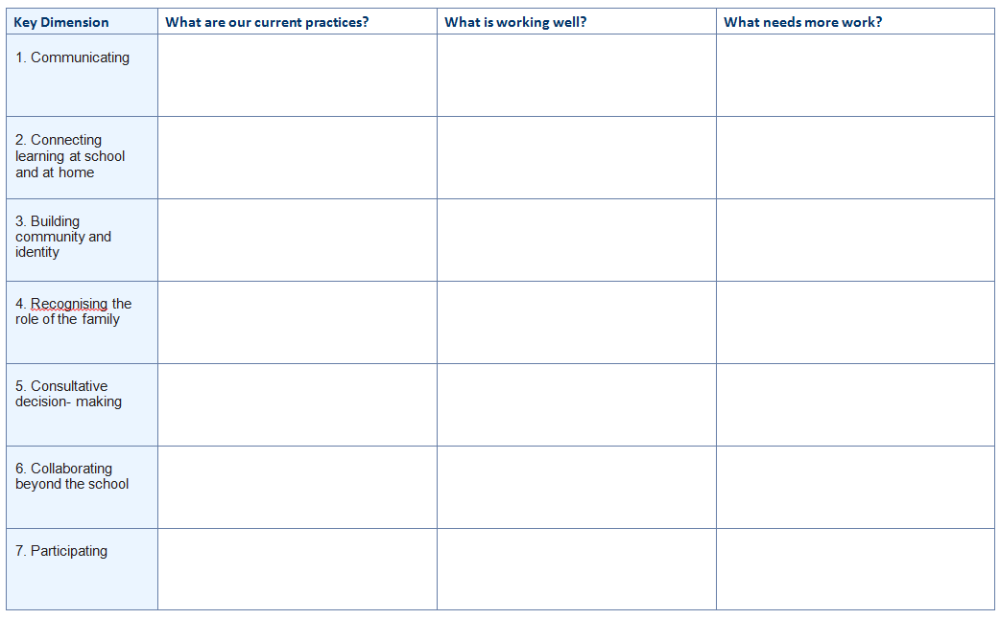 Key Dimension
What are our current practices?
What is working well?
What needs more work?
1. Communicating
2. Connecting
learning at school
and at home
3. Building
community and
identity
4. Recognising the
role of the family
5. Consultative
decision- making
6. Collaborating
beyond the school
7. Participating